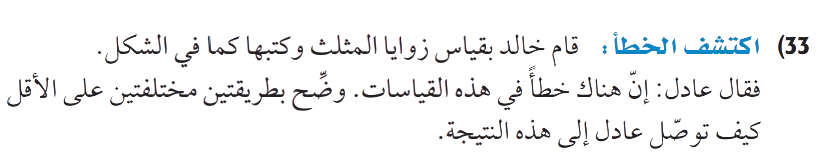 33) اكتشف الخطأ: قام خالد بقياس زوايا المثلث وكتبها كما في الشكل.
فقال عادل: إنّ هناك خطأً في هذه القياسات. وضِّح بطريقتين مختلفتين على الأقل
كيف توصّل عادل إلى هذه النتيجة.